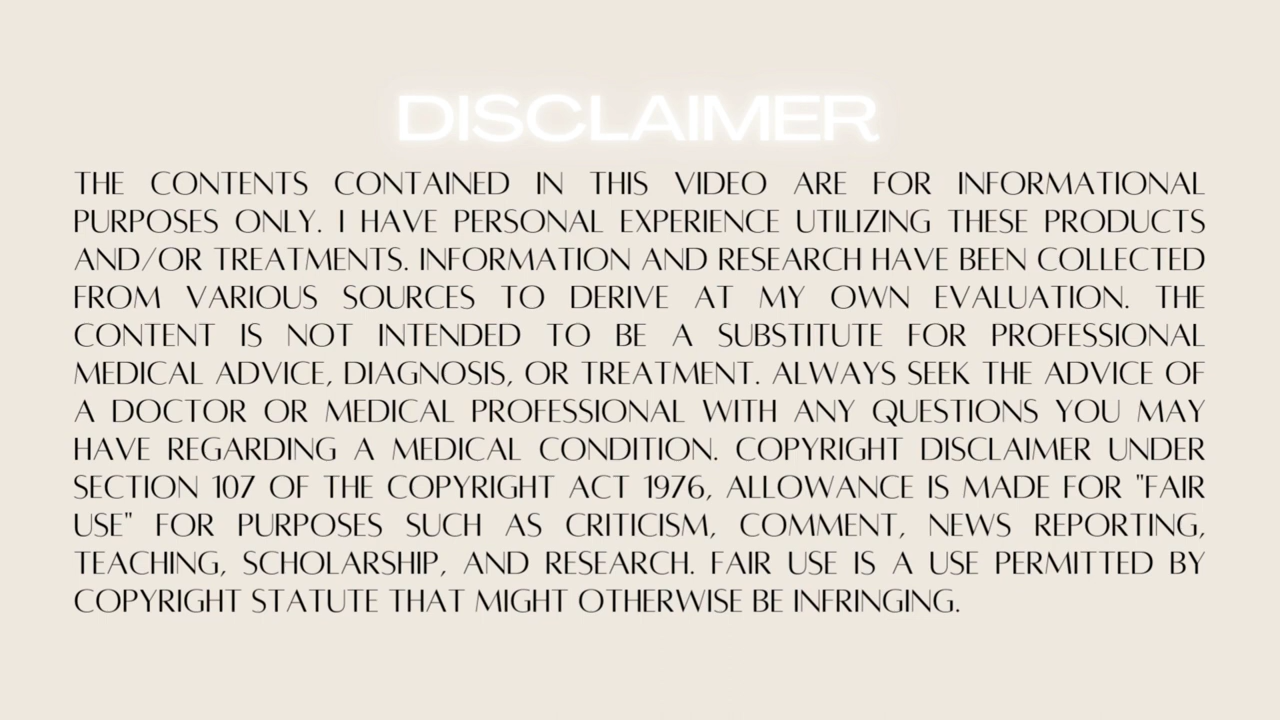 DISCLAIMER
THE CONTENTS CONTAINED IN THIS VIDEO ARE FOR INFORMATIONAL
PURPOSES ONLY. I HAVE PERSONAL EXPERIENCE UTILIZING THESE PRODUCTS
AND/OR TREATMENTS. INFORMATION AND RESEARCH HAVE BEEN COLLECTED
FROM VARIOUS SOURCES TO DERIVE AT MY OWN EVALUATION. THE
CONTENT IS NOT INTENDED TO BE A SUBSTITUTE FOR PROFESSIONAL
MEDICAL ADVICE, DIAGNOSIS, OR TREATMENT. ALWAYS SEEK THE ADVICE OF
A DOCTOR OR MEDICAL PROFESSIONAL WITH ANY QUESTIONS YOU MAY
HAVE REGARDING A MEDICAL CONDITION. COPYRIGHT DISCLAIMER UNDER
SECTION 107 OF THE COPYRIGHT ACT 1976, ALLOWANCE IS MADE FOR "FAIR
USE" FOR PURPOSES SUCH AS CRITICISM, COMMENT, NEWS REPORTING,
TEACHING, SCHOLARSHIP, AND RESEARCH. FAIR USE IS A USE PERMITTED BY
COPYRIGHT STATUTE THAT MIGHT OTHERWISE BE INFRINGING.